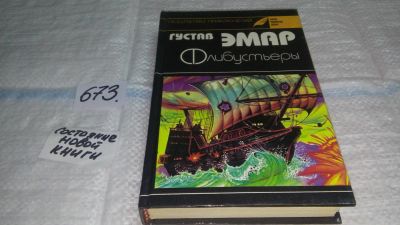 673.
состояние
новой
книги
ГУСТАВ
ЭМАР
Флибустьеры